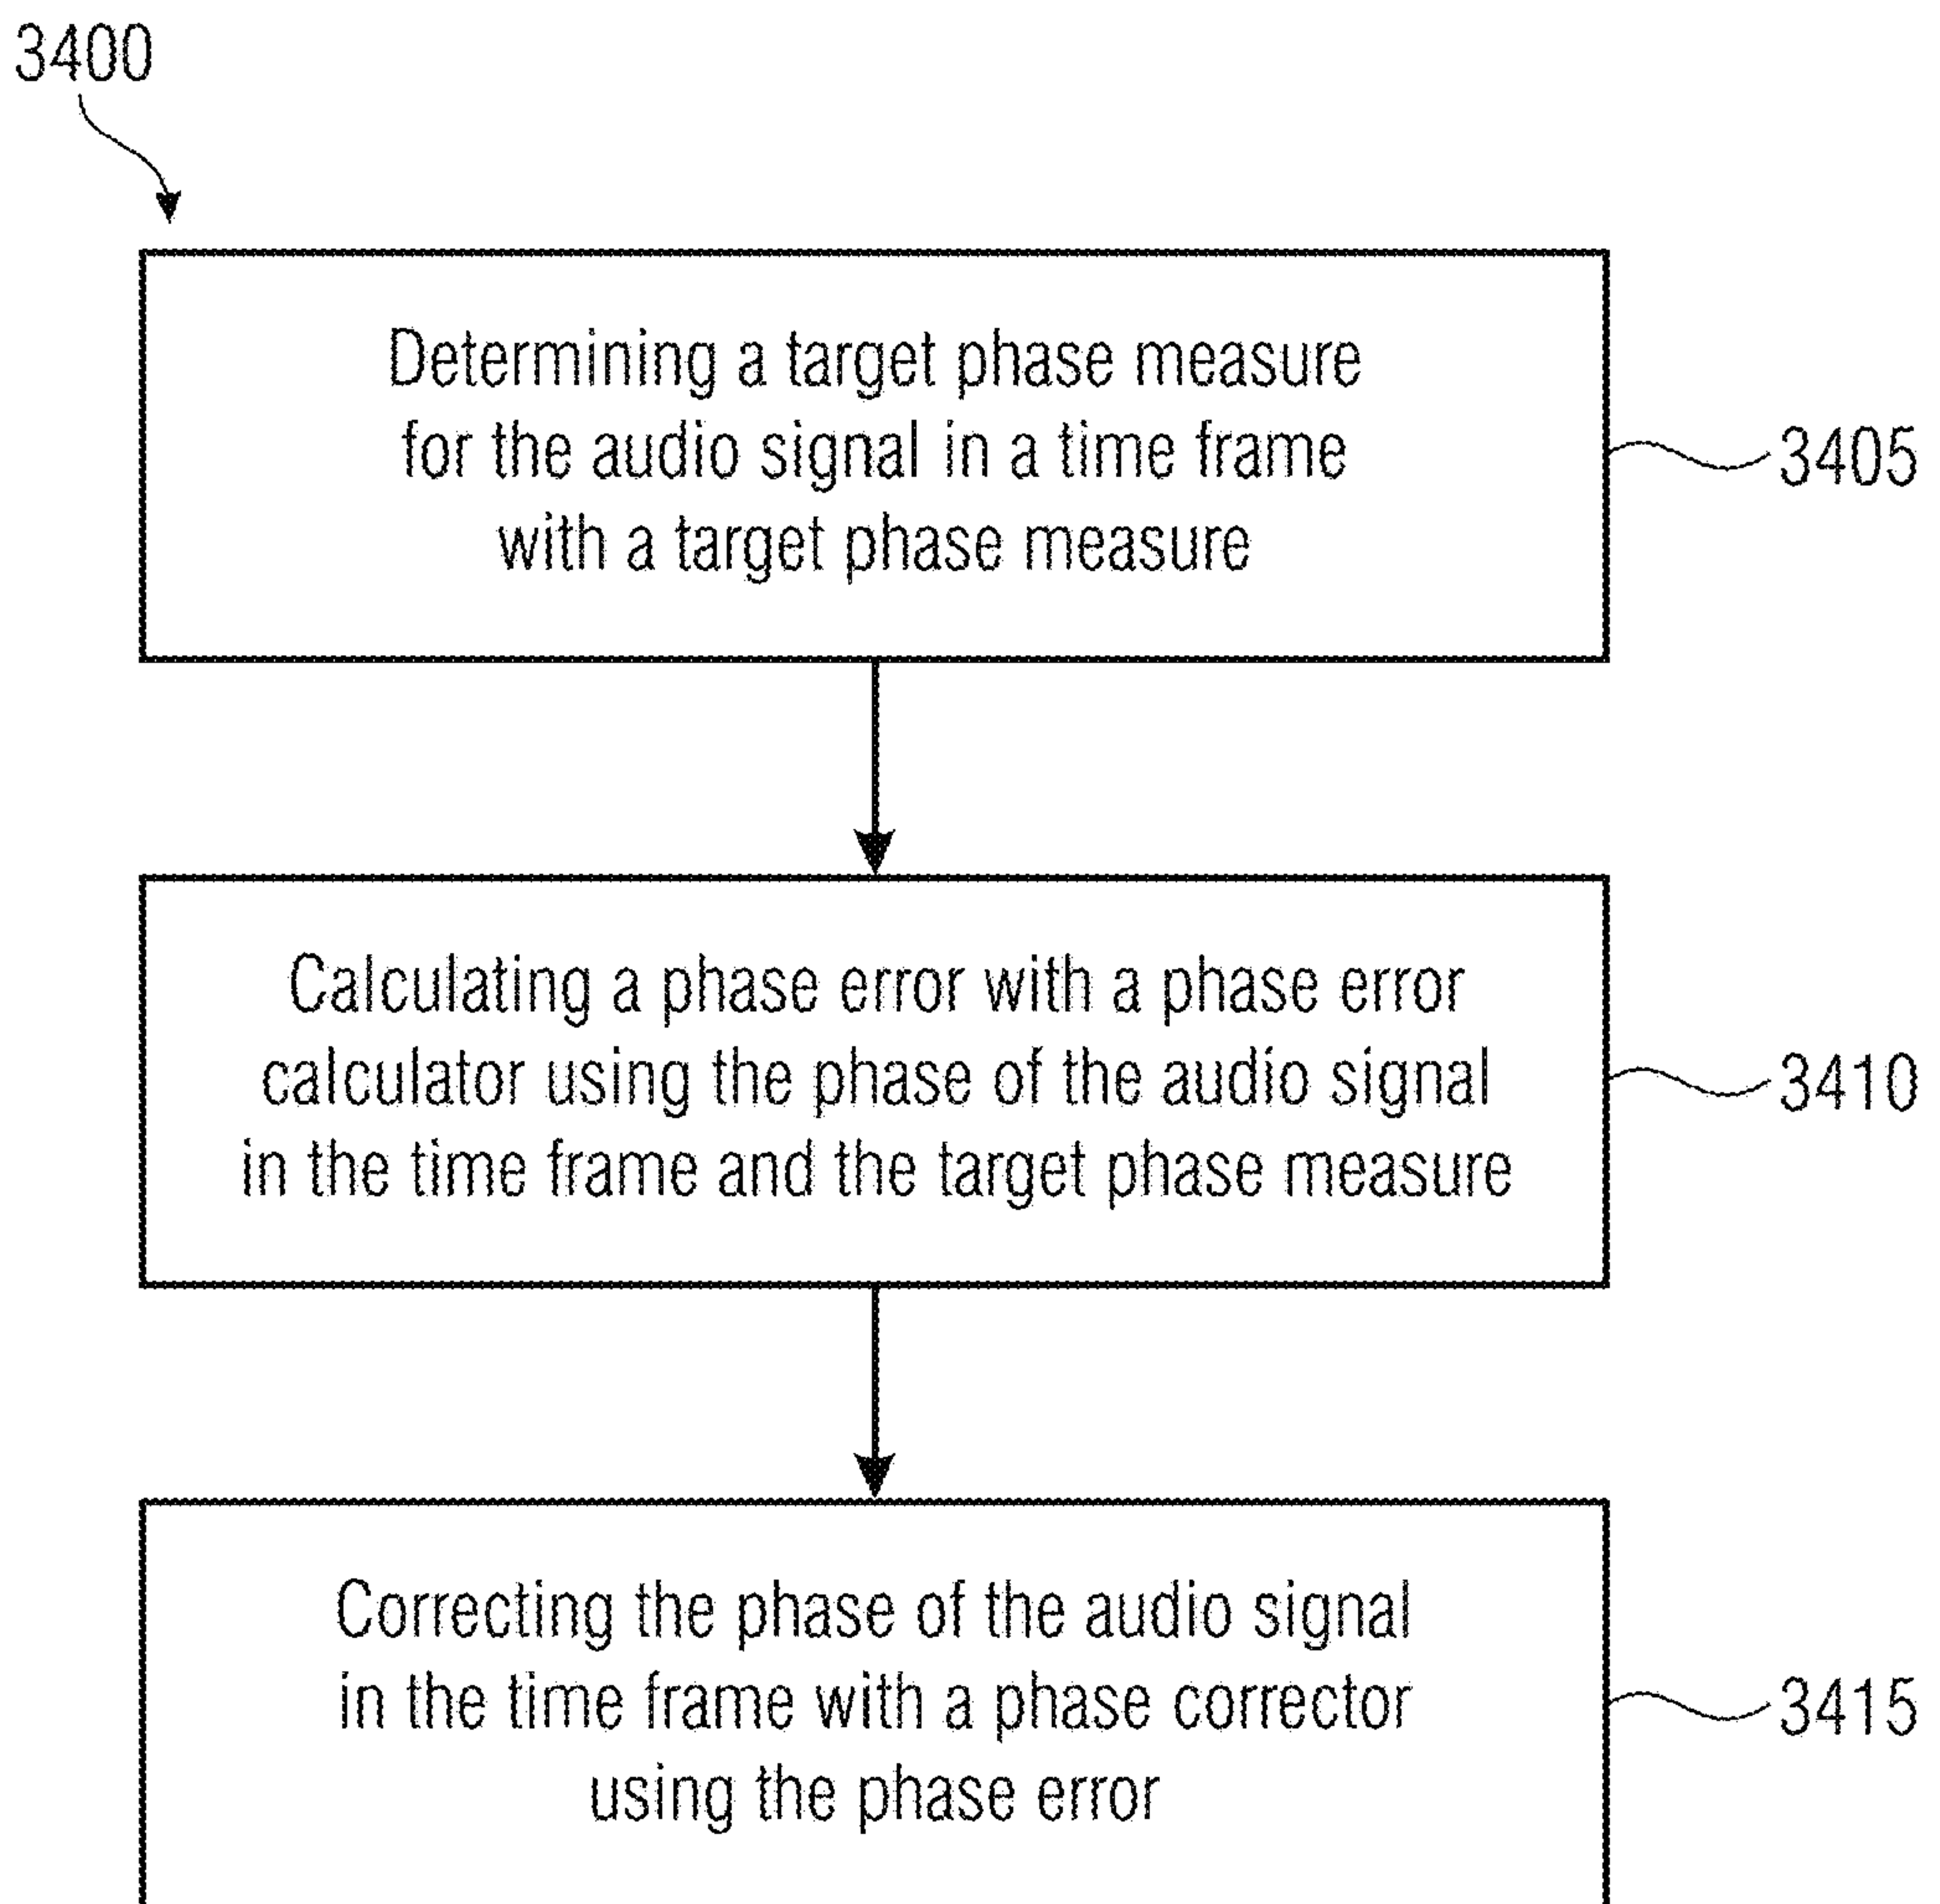 3400
Determining a target phase measure
for the audio signal in a time frame
with a target phase measure
3405
Calculating a phase error with a phase error
calculator using the phase of the audio signal
in the time frame and the target phase measure
3410
Correcting the phase of the audio signal
in the time frame with a phase corrector
using the phase error
3415